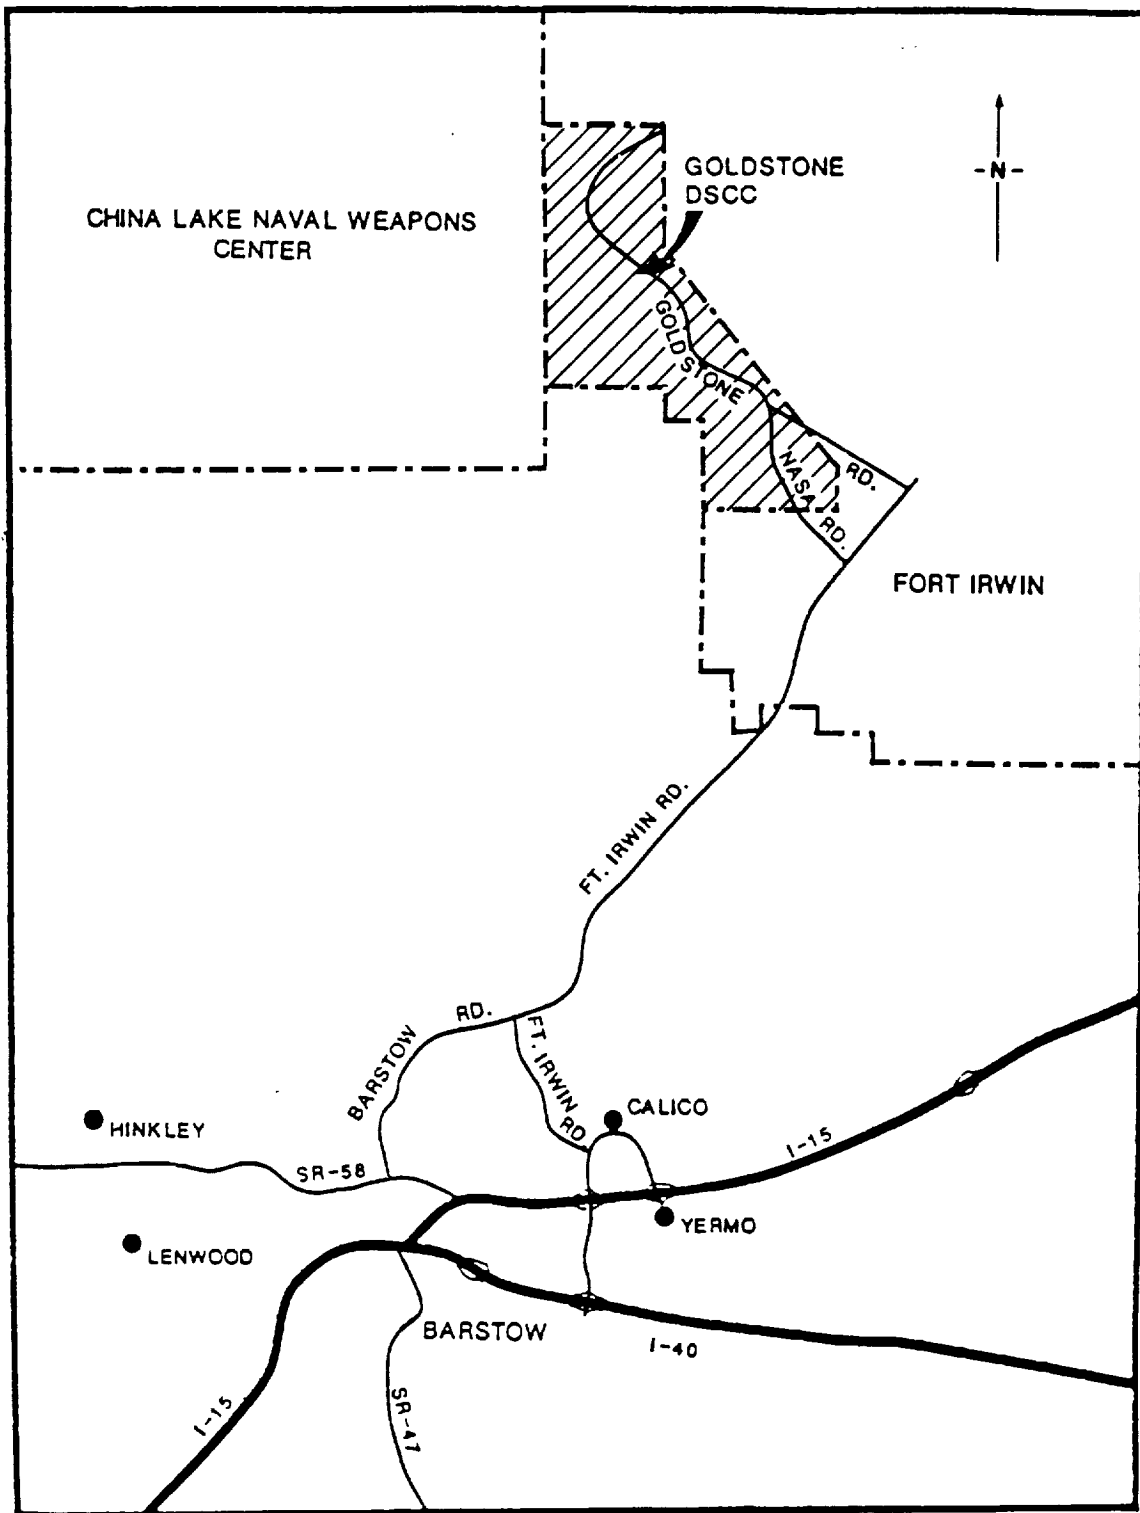 GOLDSTONE
DSCC
-N-
CHINA LAKE NAVAL WEAPONS
CENTER
GOLDSTONE
RD.
NASA RD.
FORT IRWIN
FT. IRWIN RD.
BARSTOW RD.
FT. IRWIN RD
CALICO
HINKLEY
I-15
SR-58
YERMO
LENWOOD
BARSTOW
I-40
I-15
SR-47